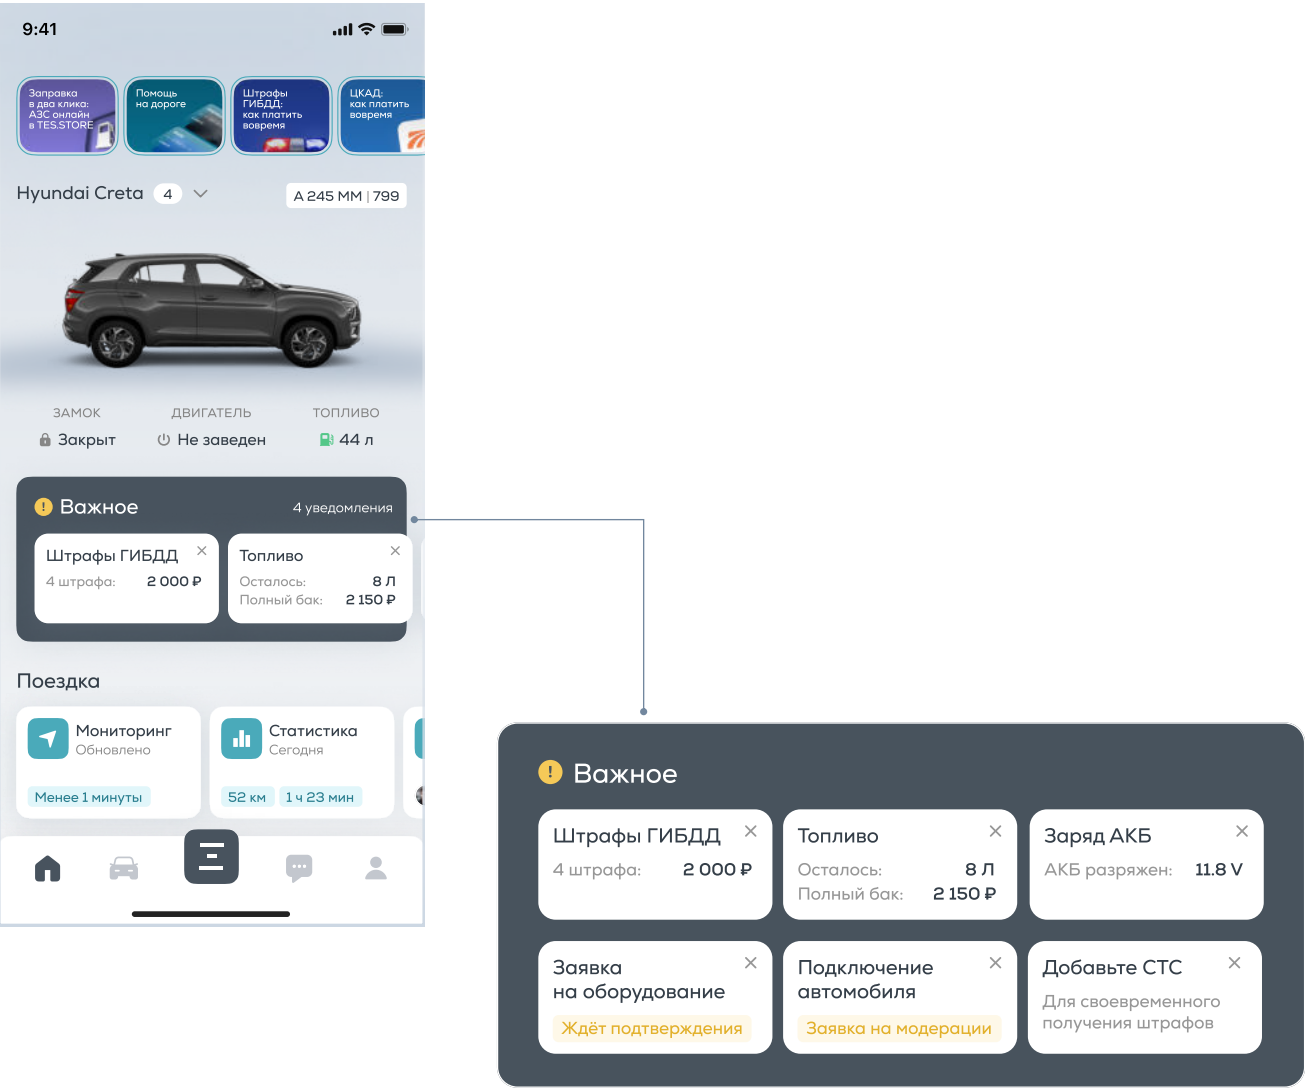 9:41
Заправка
в два клика:
АЗС онлайн
в TES.STORE
Помощь
на дороге
Штрафы
ГИБДД:
как платить
вовремя
ЦКАД:
как платить
вовремя
Hyundai Creta 4
А 245 ММ | 799
ЗАМОК
ДВИГАТЕЛЬ
ТОПЛИВО
Закрыт
Не заведен
44 л
! Важное
4 уведомления
Штрафы ГИБДД
4 штрафа: 2 000 ₽
Топливо
Осталось: 8 Л
Полный бак: 2 150 ₽
Поездка
Мониторинг
Обновлено
Менее 1 минуты
Статистика
Сегодня
52 км 1 ч 23 мин
! Важное
Штрафы ГИБДД
4 штрафа: 2 000 ₽
Топливо
Осталось: 8 Л
Полный бак: 2 150 ₽
Заряд АКБ
АКБ разряжен: 11.8 V
Заявка
на оборудование
Ждёт подтверждения
Подключение
автомобиля
Заявка на модерации
Добавьте СТС
Для своевременного
получения штрафов